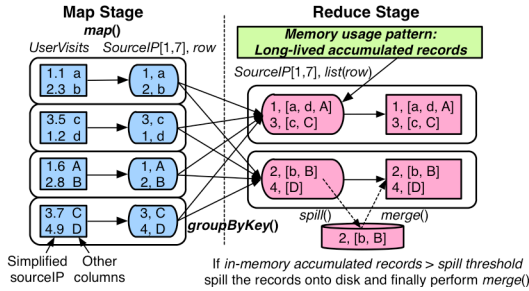 Map Stage
map()
UserVisits SourceIP[1,7], row
1.1 a
2.3 b
1, a
2, b
3.5 c
1.2 d
3, c
1, d
1.6 A
2.8 B
1, A
2, B
3.7 C
4.9 D
3, C
4, D
groupByKey()
Simplified
sourceIP
Other
columns
Reduce Stage
Memory usage pattern:
Long-lived accumulated records
SourceIP[1,7], list(row)
1, [a, d, A]
3, [c, C]
1, [a, d, A]
3, [c, C]
2, [b, B]
4, [D]
2, [b, B]
4, [D]
spill()
merge()
2, [b, B]
If in-memory accumulated records > spill threshold
spill the records onto disk and finally perform merge()